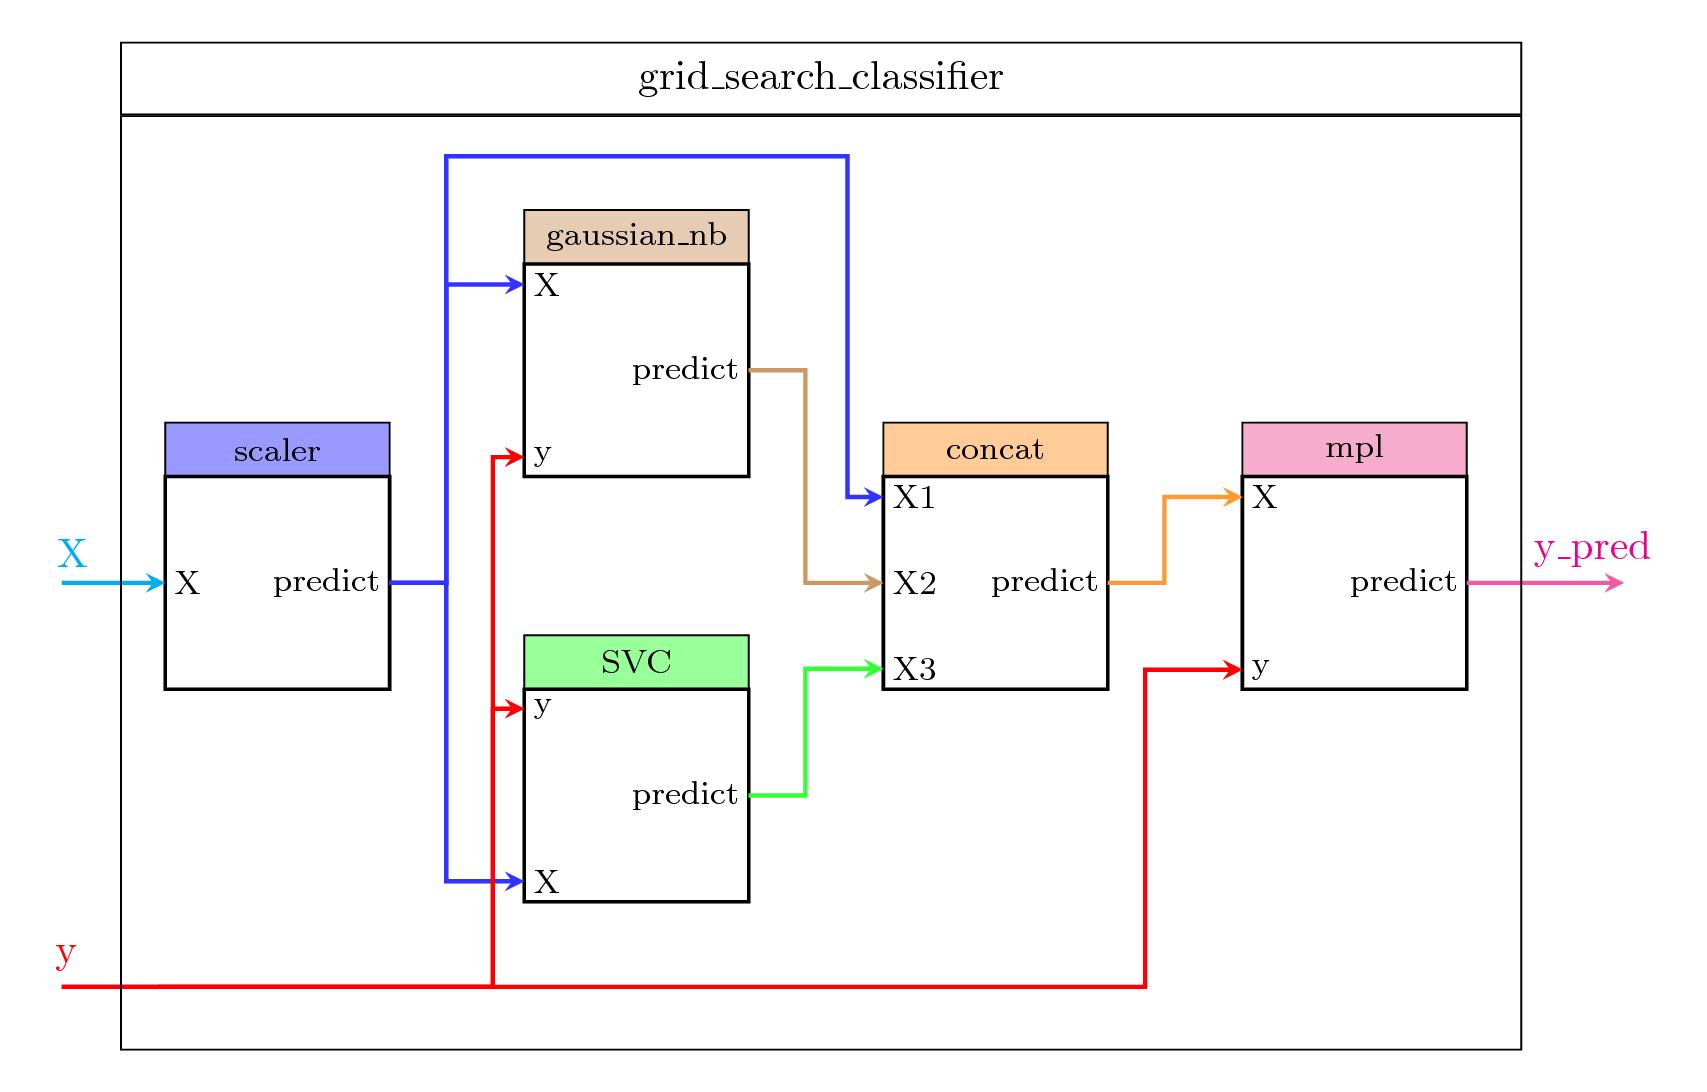 grid_search_classifier
gaussian_nb
X
predict
y
scaler
X
predict
X
SVC
y
predict
X
concat
X1
X2
predict
X3
mpl
X
predict
y
y_pred
y